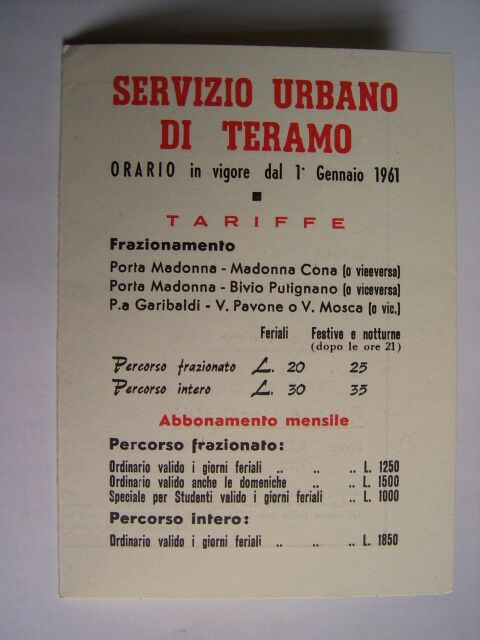 SERVIZIO URBANO
DI TERAMO
ORARIO in vigore dal 1° Gennaio 1961
TARIFFE
Frazionamento
Porta Madonna - Madonna Cona (o viceversa)
Porta Madonna - Bivio Putignano (o viceversa)
P.a Garibaldi - V. Pavone o V. Mosca (o vic.)
Feriali Festive e notturne
(dopo le ore 21)
Percorso frazionato L. 20 25
Percorso intero L. 30 35
Abbonamento mensile
Percorso frazionato:
Ordinario valido i giorni feriali .. .. .. L. 1250
Ordinario valido anche le domeniche .. .. L. 1500
Speciale per Studenti valido i giorni feriali .. L. 1000
Percorso intero:
Ordinario valido i giorni feriali .. .. .. L. 1850